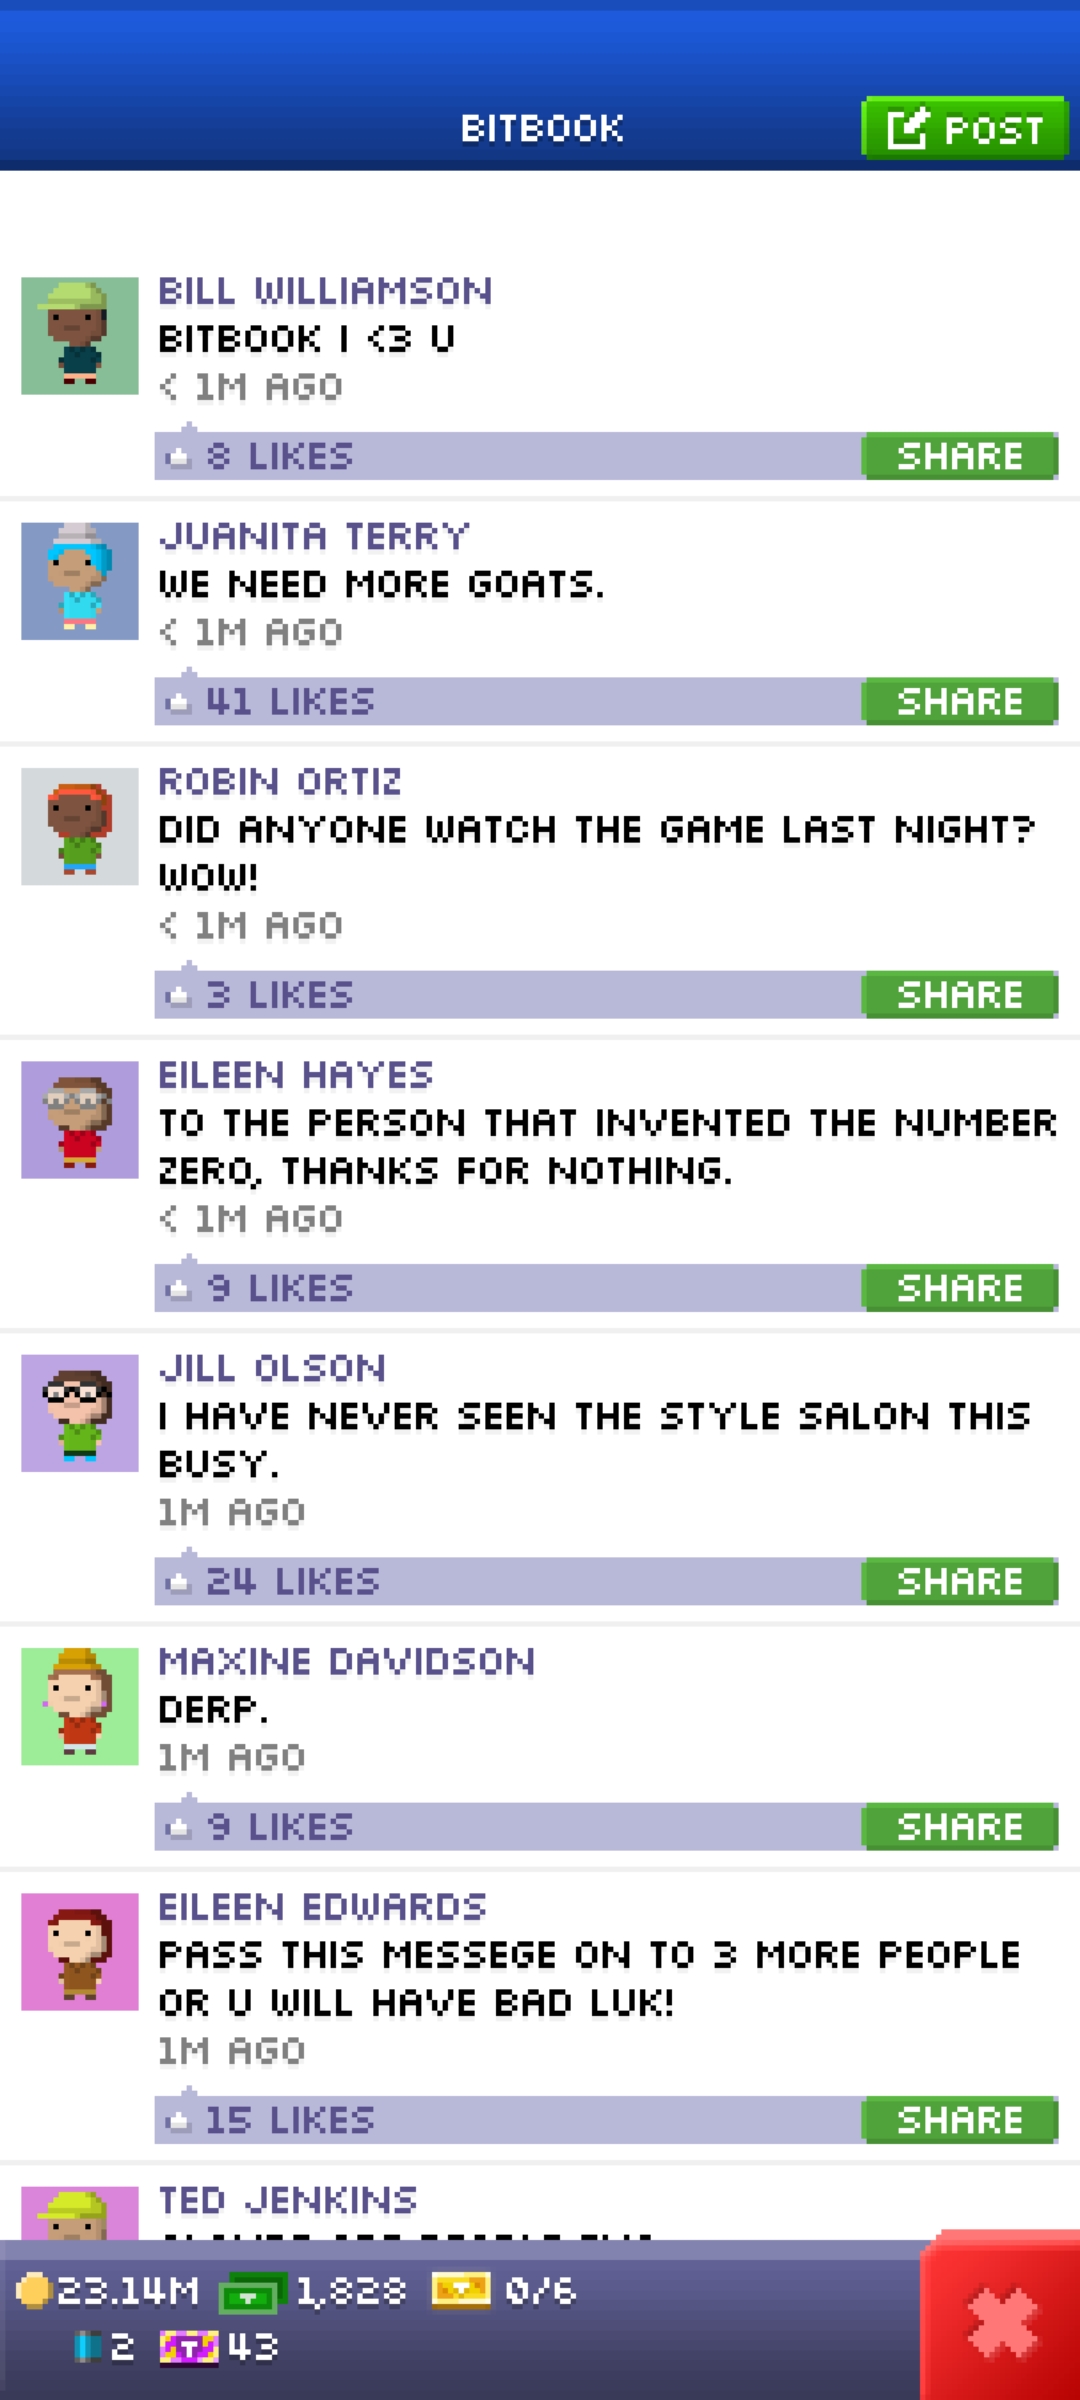 BITBOOK
POST
BILL WILLIAMSON
BITBOOK I <3 U
< 1M AGO
8 LIKES
SHARE
JUANITA TERRY
WE NEED MORE GOATS.
< 1M AGO
41 LIKES
SHARE
ROBIN ORTIZ
DID ANYONE WATCH THE GAME LAST NIGHT?
WOW!
< 1M AGO
3 LIKES
SHARE
EILEEN HAYES
TO THE PERSON THAT INVENTED THE NUMBER
ZERO, THANKS FOR NOTHING.
< 1M AGO
9 LIKES
SHARE
JILL OLSON
I HAVE NEVER SEEN THE STYLE SALON THIS
BUSY.
1M AGO
24 LIKES
SHARE
MAXINE DAVIDSON
DERP.
1M AGO
9 LIKES
SHARE
EILEEN EDWARDS
PASS THIS MESSEGE ON TO 3 MORE PEOPLE
OR U WILL HAVE BAD LUK!
1M AGO
15 LIKES
SHARE
TED JENKINS
23.14M 1,828 0/6
2 T 43